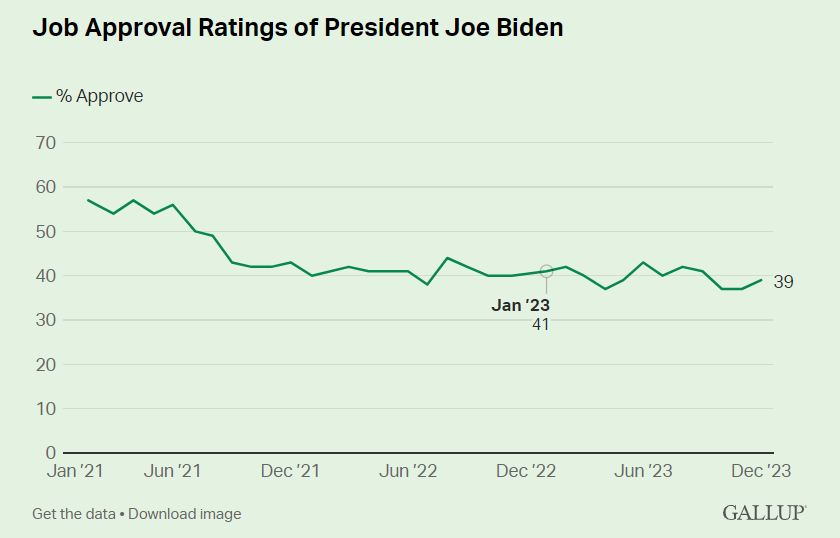 Job Approval Ratings of President Joe Biden
% Approve
70
60
50
40
39
Jan ’23
41
30
20
10
0
Jan ’21 Jun ’21 Dec ’21 Jun ’22 Dec ’22 Jun ’23 Dec ’23
Get the data • Download image
GALLUP®